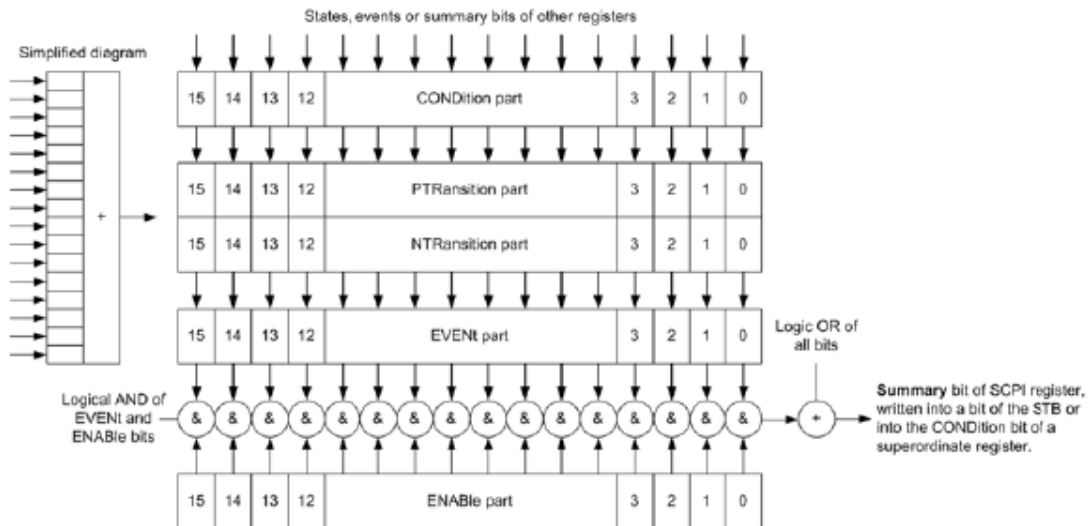 States, events or summary bits of other registers
Simplified diagram
15 14 13 12 CONDition part 3 2 1 0
15 14 13 12 PTRansition part 3 2 1 0
+
15 14 13 12 NTRansition part 3 2 1 0
15 14 13 12 EVENt part 3 2 1 0
Logic OR of
all bits
Logical AND of
EVENt and
ENABle bits
& & & & & & & & & & & & & & & &
+
Summary bit of SCPI register,
written into a bit of the STB or
into the CONDition bit of a
superordinate register.
15 14 13 12 ENABle part 3 2 1 0